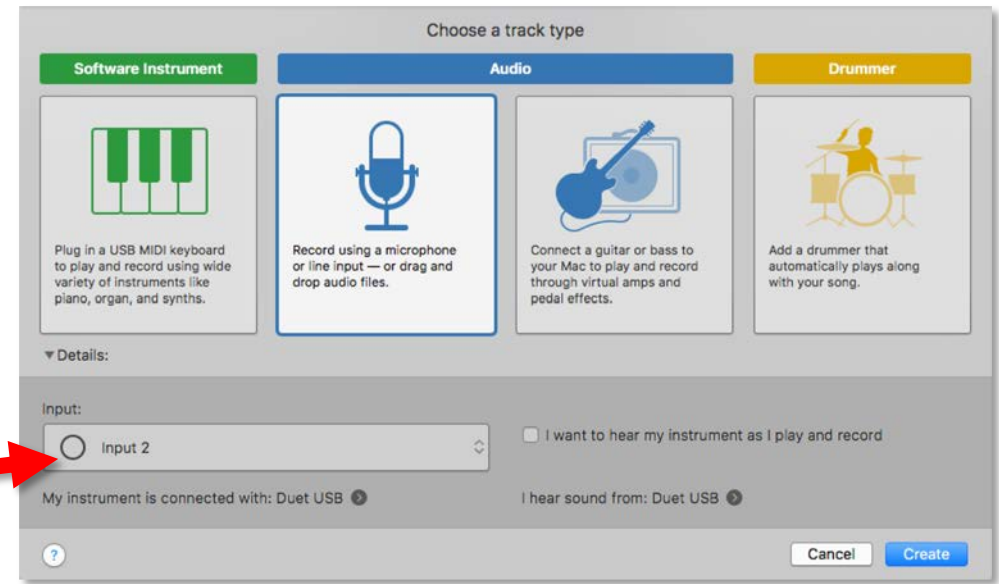 Choose a track type
Software Instrument
Audio
Drummer
Plug in a USB MIDI keyboard
to play and record using wide
variety of instruments like
piano, organ, and synths.
Record using a microphone
or line input — or drag and
drop audio files.
Connect a guitar or bass to
your Mac to play and record
through virtual amps and
pedal effects.
Add a drummer that
automatically plays along
with your song.
Details:
Input:
Input 2
I want to hear my instrument as I play and record
My instrument is connected with: Duet USB
I hear sound from: Duet USB
?
Cancel
Create